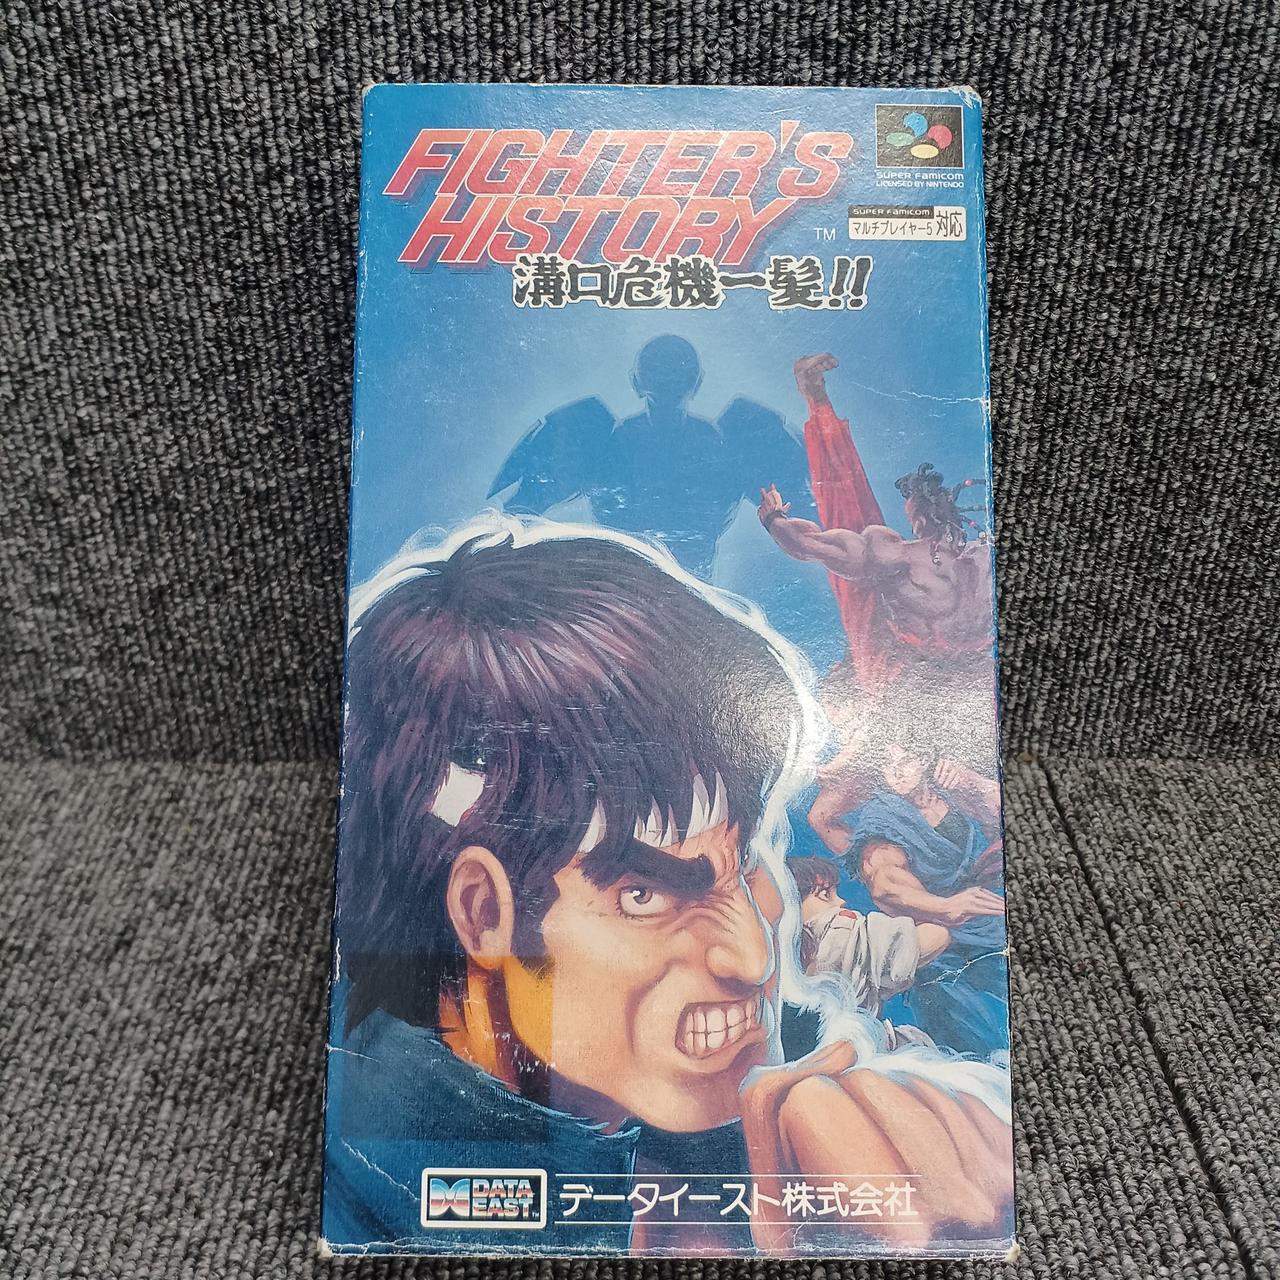 FIGHTER'S
HISTORY
TM
溝口危機一髪!!
SUPER FAMICOM
LICENSED BY NINTENDO
SUPER FAMICOM
マルチプレイヤー5
対応
DATA
EAST
TM
データイースト株式会社